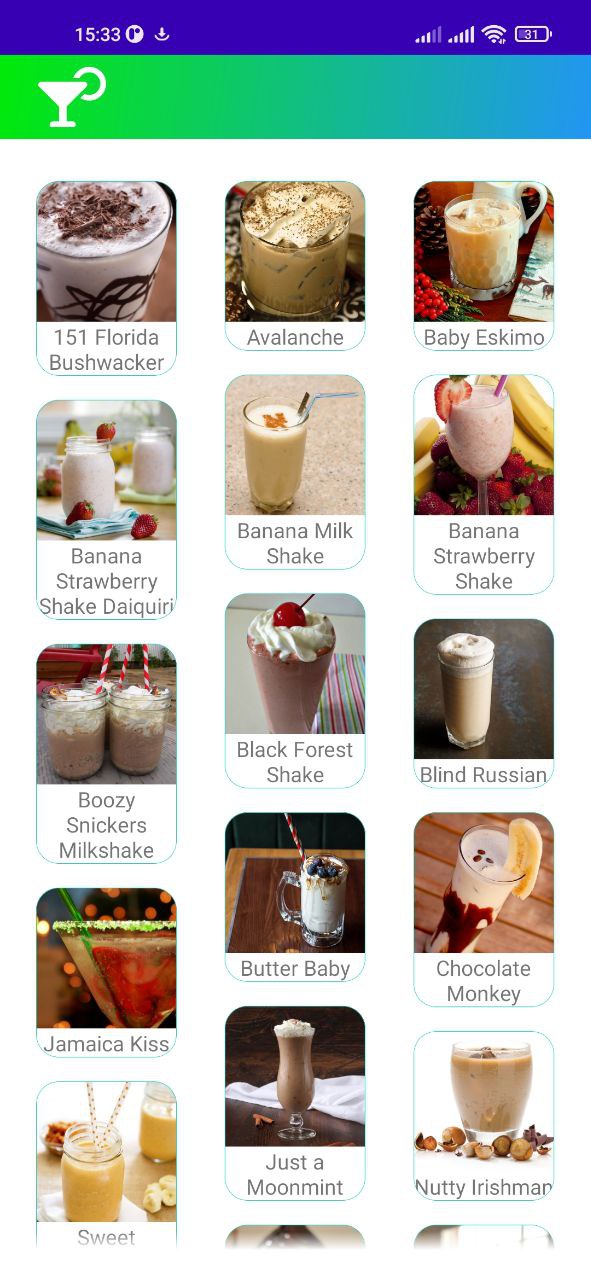 15:33
31
151 Florida
Bushwacker
Avalanche
Baby Eskimo
Banana
Strawberry
Shake Daiquiri
Banana Milk
Shake
Banana
Strawberry
Shake
Boozy
Snickers
Milkshake
Black Forest
Shake
Blind Russian
Jamaica Kiss
Butter Baby
Chocolate
Monkey
Sweet
Just a
Moonmint
Nutty Irishman